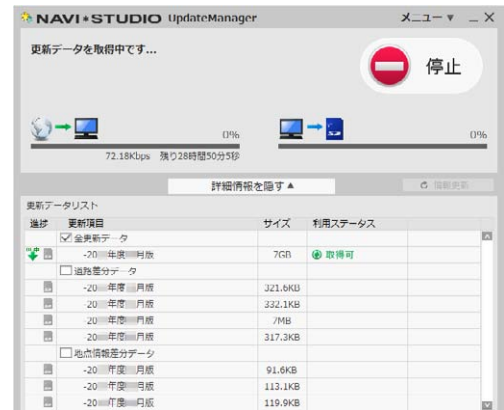 NAVI*STUDIO UpdateManager メニュー ▼ _ ×
更新データを取得中です...
停止
0% 0%
72.18Kbps 残り28時間50分5秒
詳細情報を隠す▲ 情報更新
更新データリスト
進捗 更新項目 サイズ 利用ステータス
全更新データ
-20 年度 月版 7GB 取得可
道路差分データ
-20 年度 月版 321.6KB
-20 年度 月版 332.1KB
-20 年度 月版 7MB
-20 年度 月版 317.3KB
地点情報差分データ
-20 年度 月版 91.6KB
-20 年度 月版 113.1KB
-20 年度 月版 119.9KB